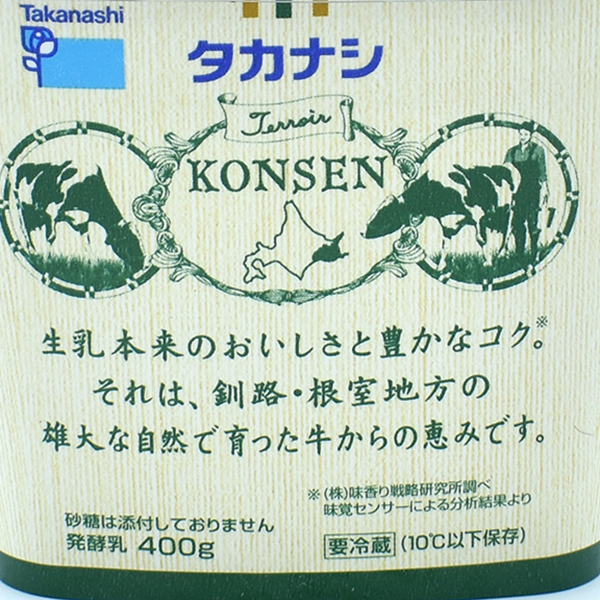 Takanashi
タカナシ
Terroir
KONSEN
生乳本来のおいしさと豊かなコク。※
それは、釧路・根室地方の
雄大な自然で育った牛からの恵みです。
※(株)味香り戦略研究所調べ
味覚センサーによる分析結果より
砂糖は添付しておりません
発酵乳 400g
要冷蔵 (10℃以下保存)